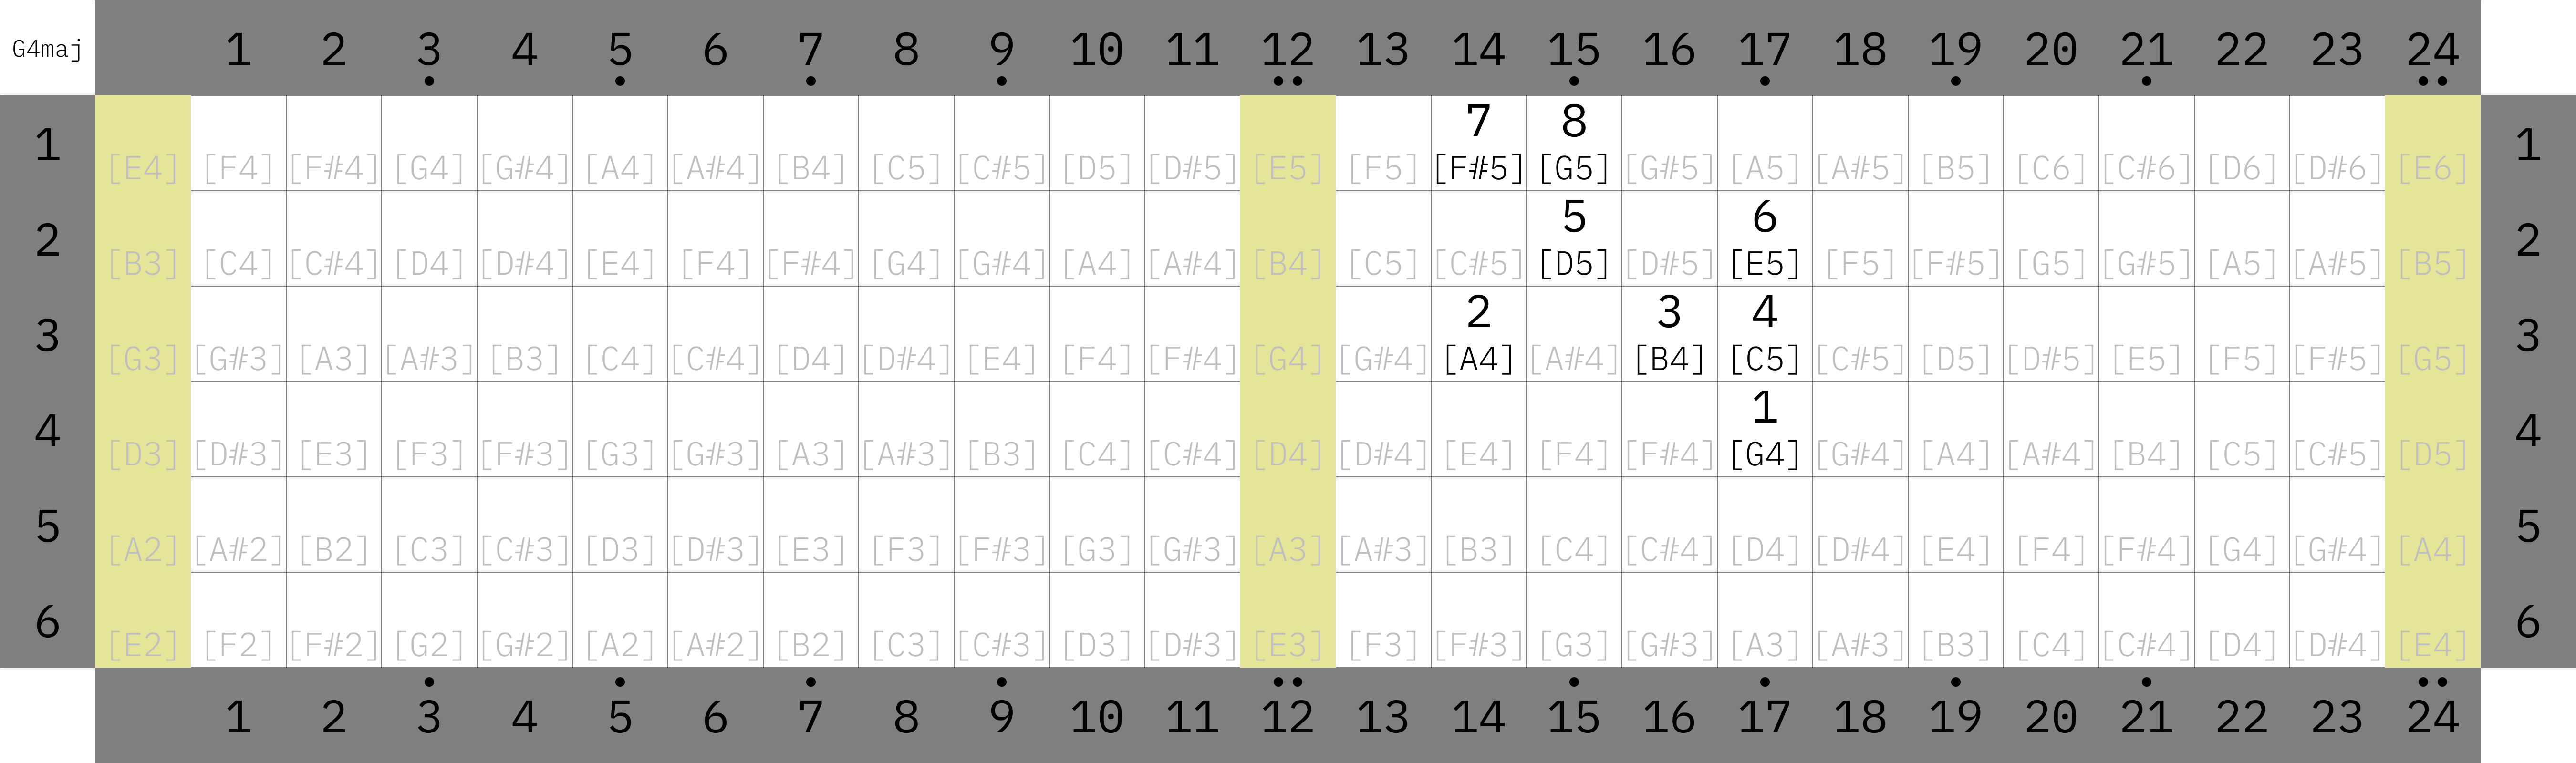 G4maj 1 2 3 4 5 6 7 8 9 10 11 12 13 14 15 16 17 18 19 20 21 22 23 24
7 8
1 [E4] [F4] [F#4] [G4] [G#4] [A4] [A#4] [B4] [C5] [C#5] [D5] [D#5] [E5] [F5] [F#5] [G5] [G#5] [A5] [A#5] [B5] [C6] [C#6] [D6] [D#6] [E6] 1
5 6
2 [B3] [C4] [C#4] [D4] [D#4] [E4] [F4] [F#4] [G4] [G#4] [A4] [A#4] [B4] [C5] [C#5] [D5] [D#5] [E5] [F5] [F#5] [G5] [G#5] [A5] [A#5] [B5] 2
2 3 4
3 [G3] [G#3] [A3] [A#3] [B3] [C4] [C#4] [D4] [D#4] [E4] [F4] [F#4] [G4] [G#4] [A4] [A#4] [B4] [C5] [C#5] [D5] [D#5] [E5] [F5] [F#5] [G5] 3
1
4 [D3] [D#3] [E3] [F3] [F#3] [G3] [G#3] [A3] [A#3] [B3] [C4] [C#4] [D4] [D#4] [E4] [F4] [F#4] [G4] [G#4] [A4] [A#4] [B4] [C5] [C#5] [D5] 4
5 [A2] [A#2] [B2] [C3] [C#3] [D3] [D#3] [E3] [F3] [F#3] [G3] [G#3] [A3] [A#3] [B3] [C4] [C#4] [D4] [D#4] [E4] [F4] [F#4] [G4] [G#4] [A4] 5
6 [E2] [F2] [F#2] [G2] [G#2] [A2] [A#2] [B2] [C3] [C#3] [D3] [D#3] [E3] [F3] [F#3] [G3] [G#3] [A3] [A#3] [B3] [C4] [C#4] [D4] [D#4] [E4] 6
1 2 3 4 5 6 7 8 9 10 11 12 13 14 15 16 17 18 19 20 21 22 23 24